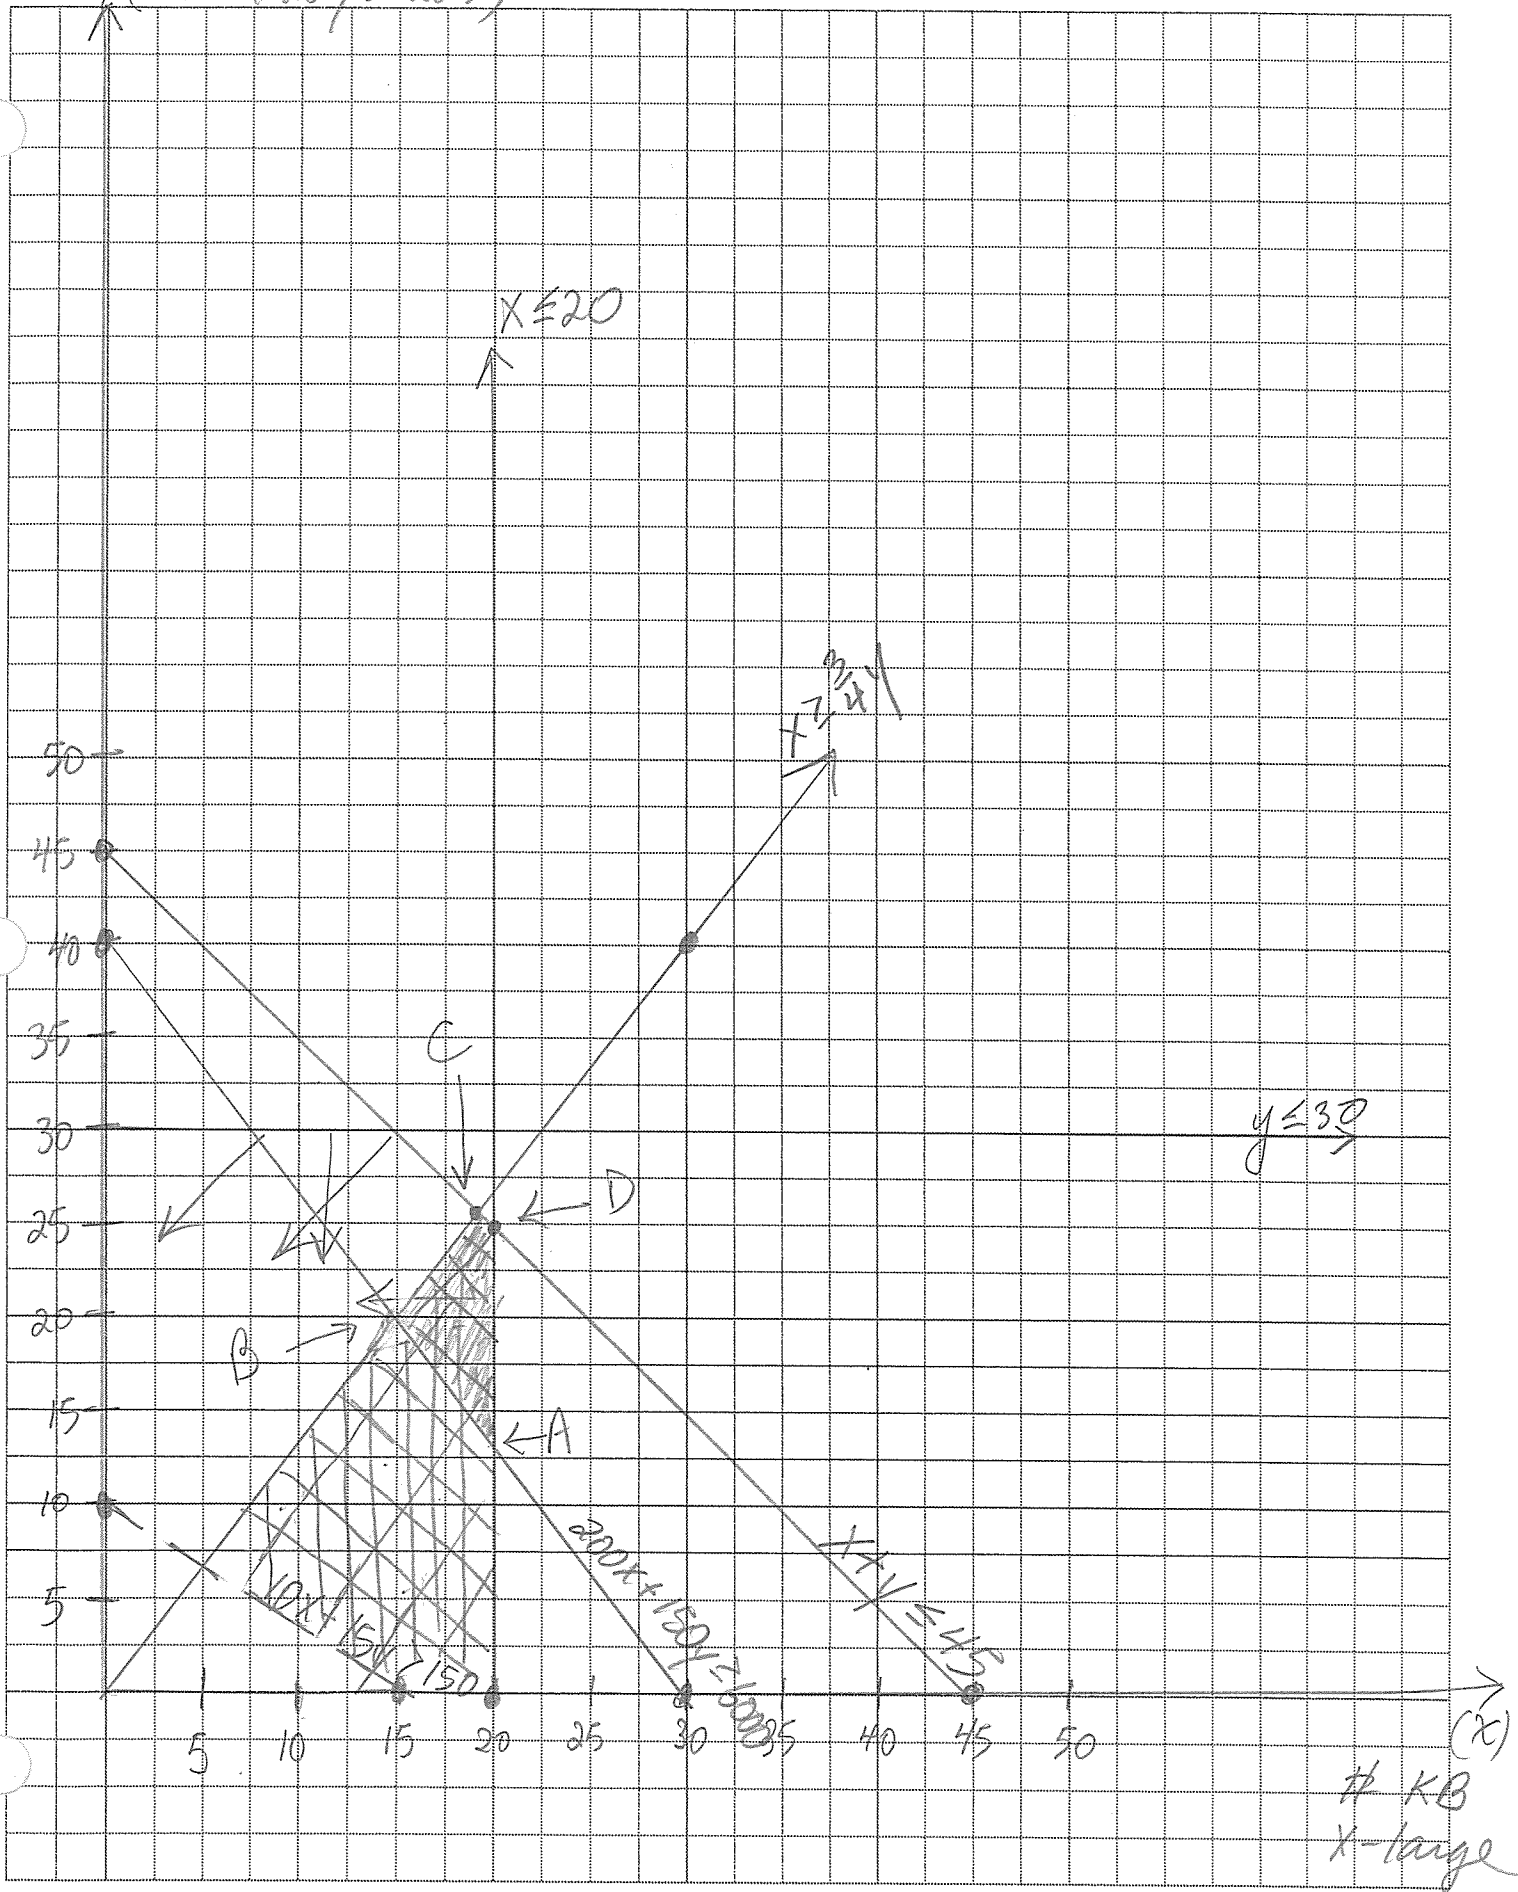 X ≤ 20
x ≥ 3/4 y
50
45
40
C
35
y ≤ 30
30
D
25
20
B
15
A
10
200x + 150y ≥ 6000
x + y ≤ 45
5
10x + 15y ≤ 150
5 10 15 20 25 30 35 40 45 50
(x)
# KB
X-large